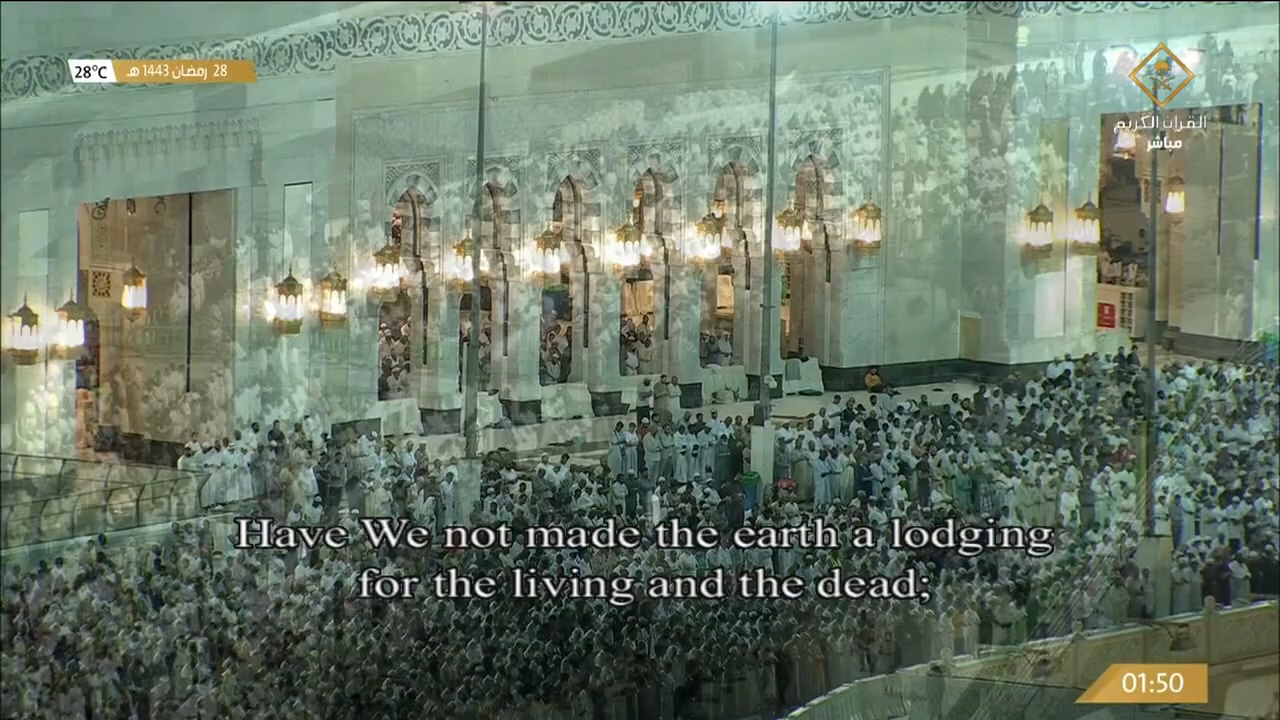 28°C
28 رمضان 1443 هـ
القرآن الكريم
مباشر
Have We not made the earth a lodging
for the living and the dead;
01:50